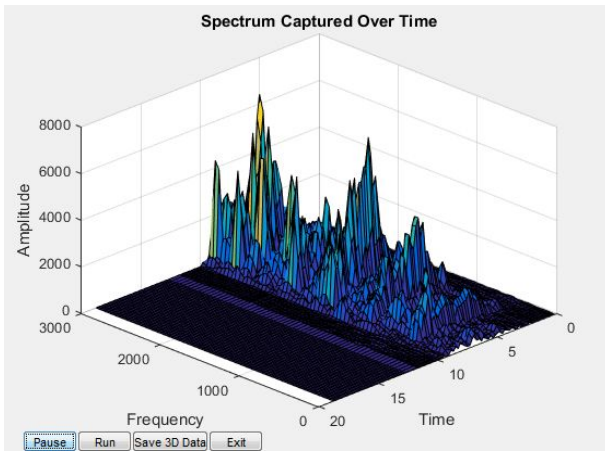 Spectrum Captured Over Time
8000
6000
4000
2000
0
Amplitude
3000
2000
1000
0
Frequency
20
15
10
5
0
Time
Pause Run Save 3D Data Exit